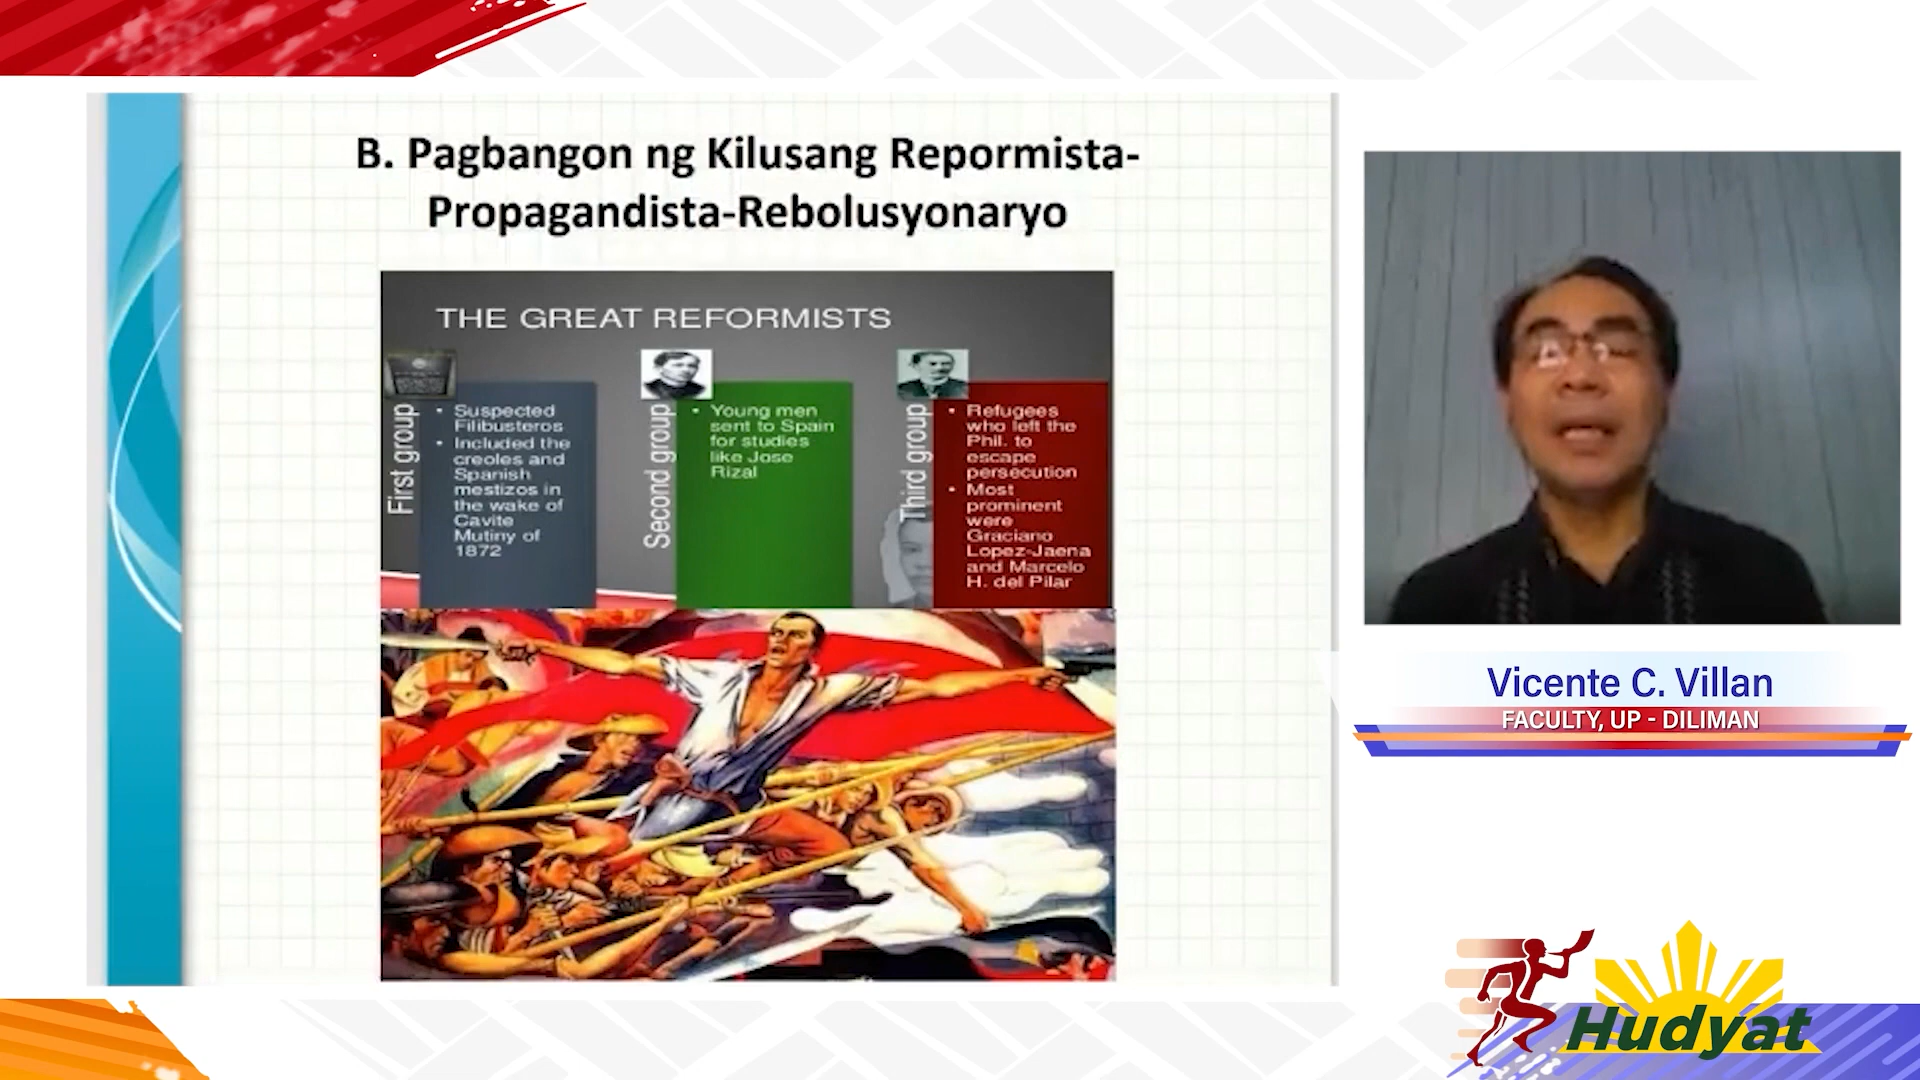 B. Pagbangon ng Kilusang Repormista-
Propagandista-Rebolusyonaryo
THE GREAT REFORMISTS
First group
• Suspected
Filibusteros
• Included the
creoles and
Spanish
mestizos in
the wake of
Cavite
Mutiny of
1872
Second group
• Young men
sent to Spain
for studies
like Jose
Rizal
Third group
• Refugees
who left the
Phil. to
escape
persecution
• Most
prominent
were
Graciano
Lopez-Jaena
and Marcelo
H. del Pilar
Vicente C. Villan
FACULTY, UP - DILIMAN
Hudyat